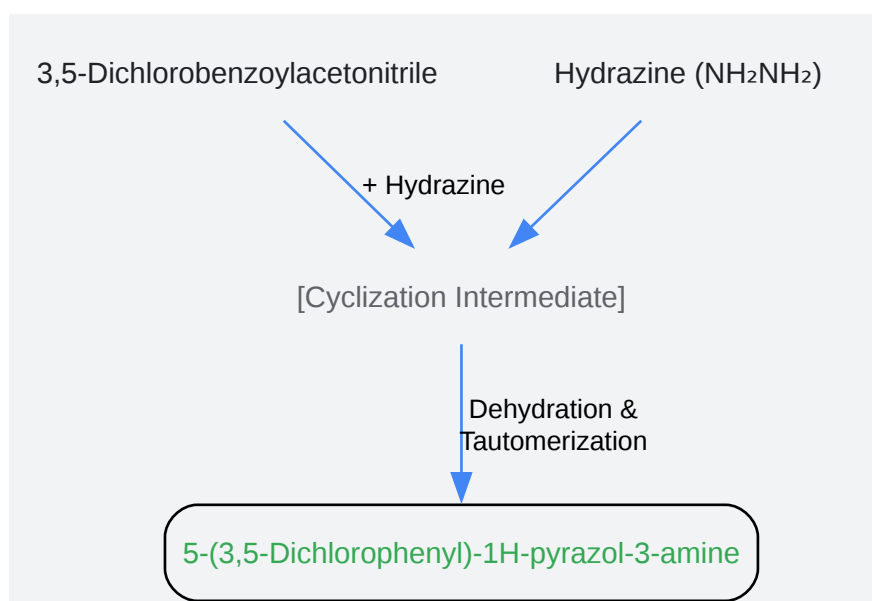 3,5-Dichlorobenzoylacetonitrile
Hydrazine (NH₂NH₂)
+ Hydrazine
[Cyclization Intermediate]
Dehydration &
Tautomerization
5-(3,5-Dichlorophenyl)-1H-pyrazol-3-amine